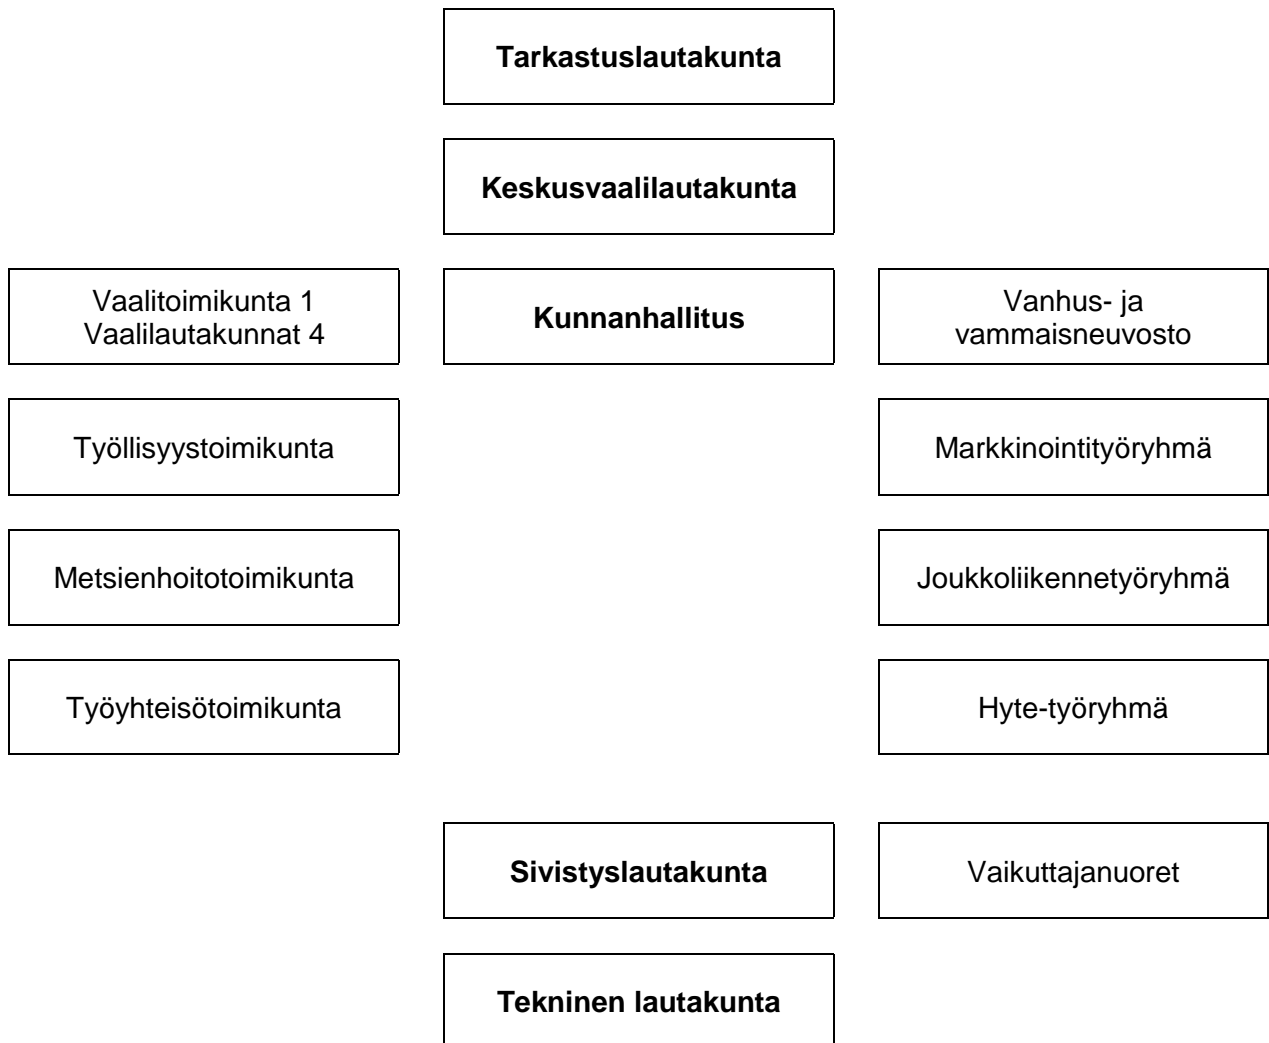 Tarkastuslautakunta
Keskusvaalilautakunta
Vaalitoimikunta 1
Vaalilautakunnat 4
Kunnanhallitus
Vanhus- ja
vammaisneuvosto
Työllisyystoimikunta
Markkinointityöryhmä
Metsienhoitotoimikunta
Joukkoliikennetyöryhmä
Työyhteisötoimikunta
Hyte-työryhmä
Sivistyslautakunta
Vaikuttajanuoret
Tekninen lautakunta